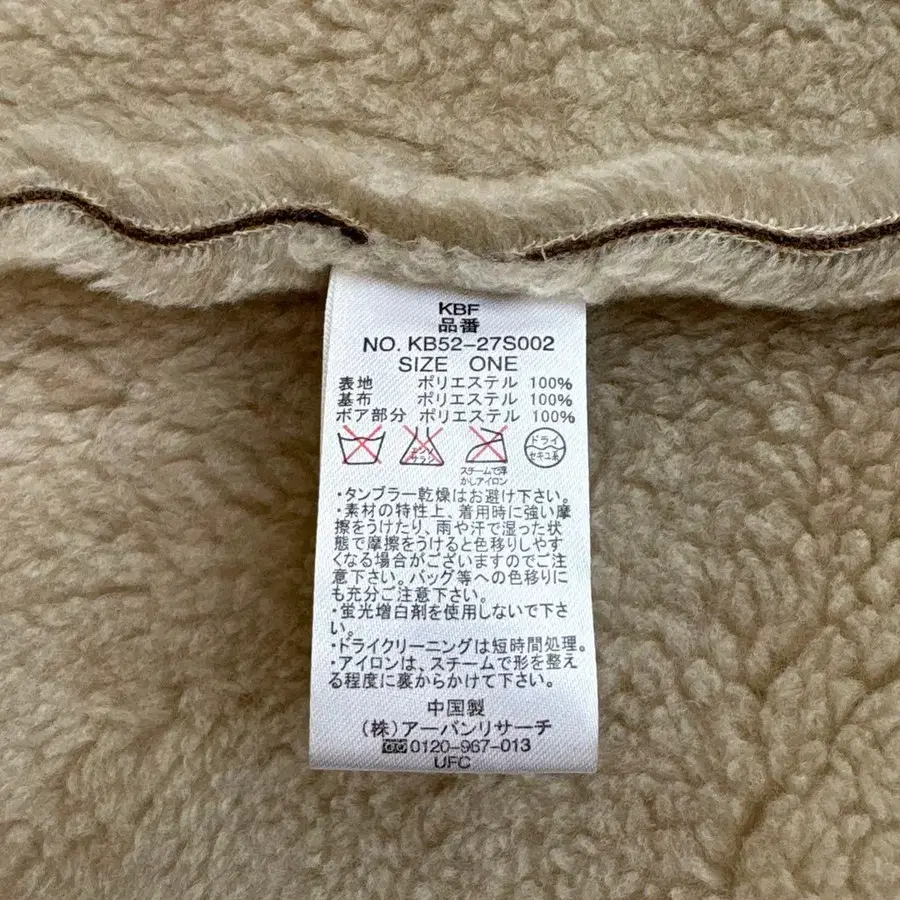 KBF
品番
NO. KB52-27S002
SIZE ONE
表地 ポリエステル 100%
基布 ポリエステル 100%
ボア部分 ポリエステル 100%
エンソ サラシ ドライ セキユ系
スチームで浮かしアイロン
・タンブラー乾燥はお避け下さい。
・素材の特性上、着用時に強い摩
擦をうけたり、雨や汗で湿った状
態で摩擦をうけると色移りしやす
くなる場合がございますのでご注
意下さい。バッグ等への色移りに
も充分ご注意下さい。
・蛍光増白剤を使用しないで下さ
い。
・ドライクリーニングは短時間処理。
・アイロンは、スチームで形を整え
る程度に裏からかけて下さい。
中国製
(株)アーバンリサーチ
0120-967-013
UFC